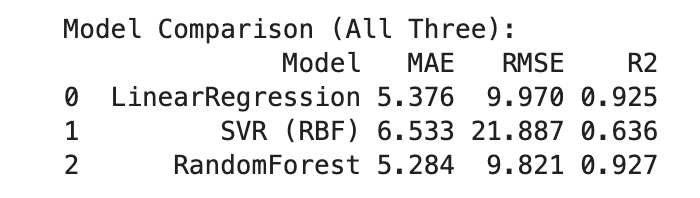 Model Comparison (All Three):
Model MAE RMSE R2
0 LinearRegression 5.376 9.970 0.925
1 SVR (RBF) 6.533 21.887 0.636
2 RandomForest 5.284 9.821 0.927